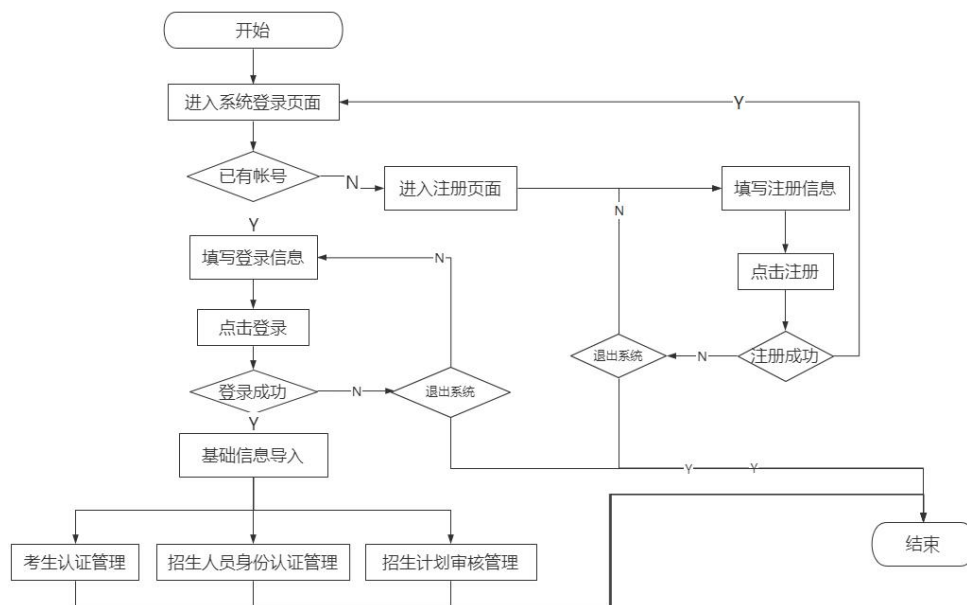 开始
进入系统登录页面
Y
已有帐号
N
进入注册页面
填写注册信息
N
Y
填写登录信息
N
点击注册
点击登录
退出系统
N
注册成功
登录成功
N
退出系统
Y
基础信息导入
Y
Y
结束
考生认证管理
招生人员身份认证管理
招生计划审核管理